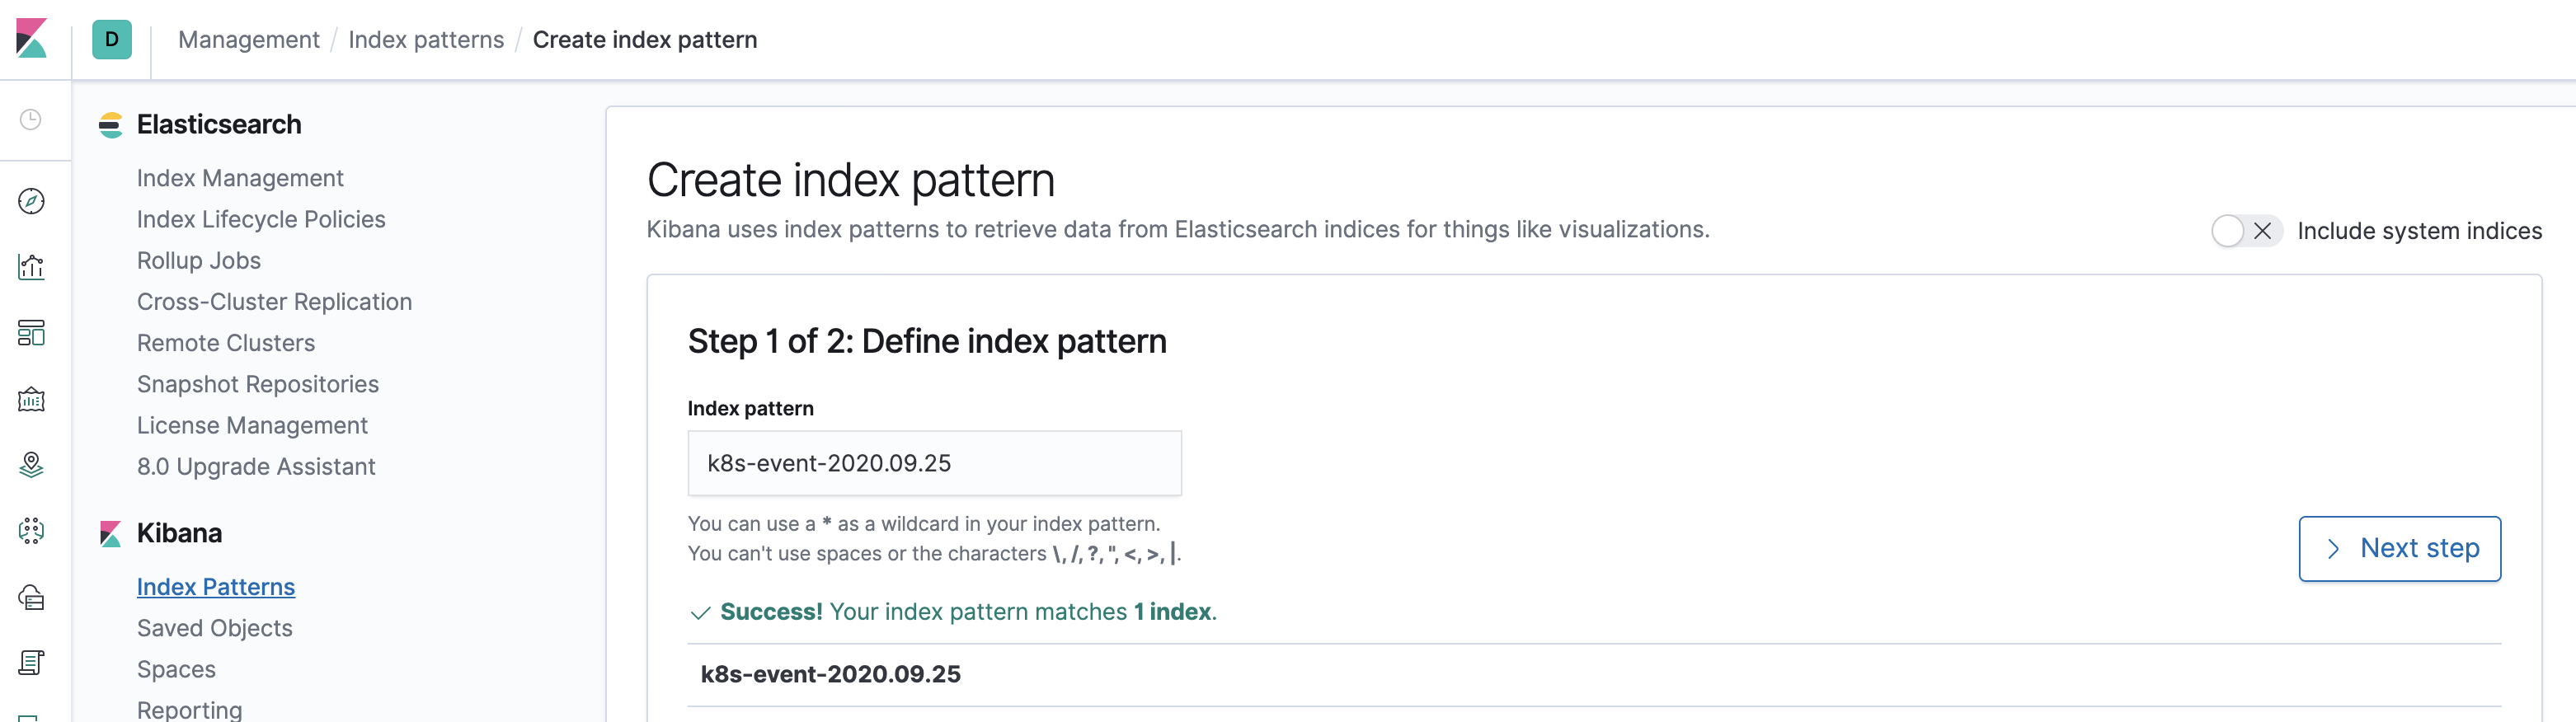 D
Management / Index patterns / Create index pattern
Elasticsearch
Index Management
Index Lifecycle Policies
Rollup Jobs
Cross-Cluster Replication
Remote Clusters
Snapshot Repositories
License Management
8.0 Upgrade Assistant
Kibana
Index Patterns
Saved Objects
Spaces
Reporting
Create index pattern
Kibana uses index patterns to retrieve data from Elasticsearch indices for things like visualizations.
Include system indices
Step 1 of 2: Define index pattern
Index pattern
k8s-event-2020.09.25
You can use a * as a wildcard in your index pattern.
You can't use spaces or the characters \, /, ?, ", <, >, |.
Next step
Success! Your index pattern matches 1 index.
k8s-event-2020.09.25